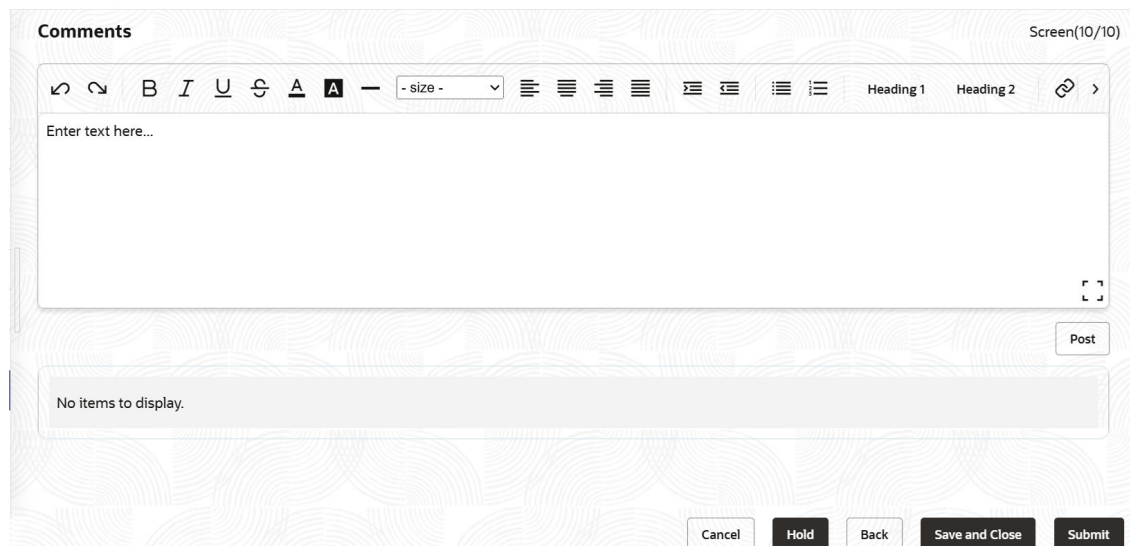 Comments Screen(10/10)
B I U S A A - size - Heading 1 Heading 2
Enter text here...
Post
No items to display.
Cancel Hold Back Save and Close Submit